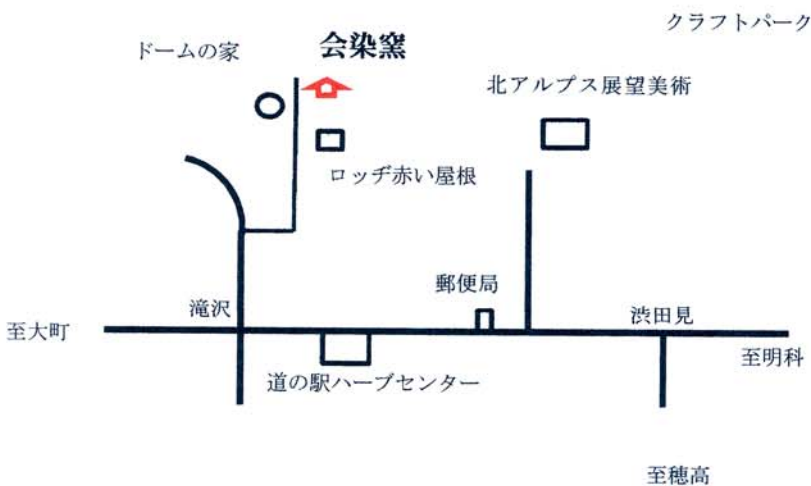 クラフトパーク
ドームの家
会染窯
北アルプス展望美術
ロッヂ赤い屋根
郵便局
滝沢
渋田見
至大町
至明科
道の駅ハーブセンター
至穂高